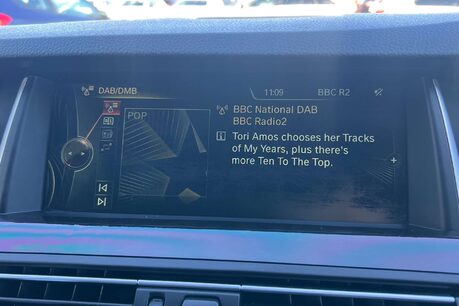 DAB/DMB
11:09
BBC R2
POP
BBC National DAB
BBC Radio2
Tori Amos chooses her Tracks
of My Years, plus there's
more Ten To The Top.